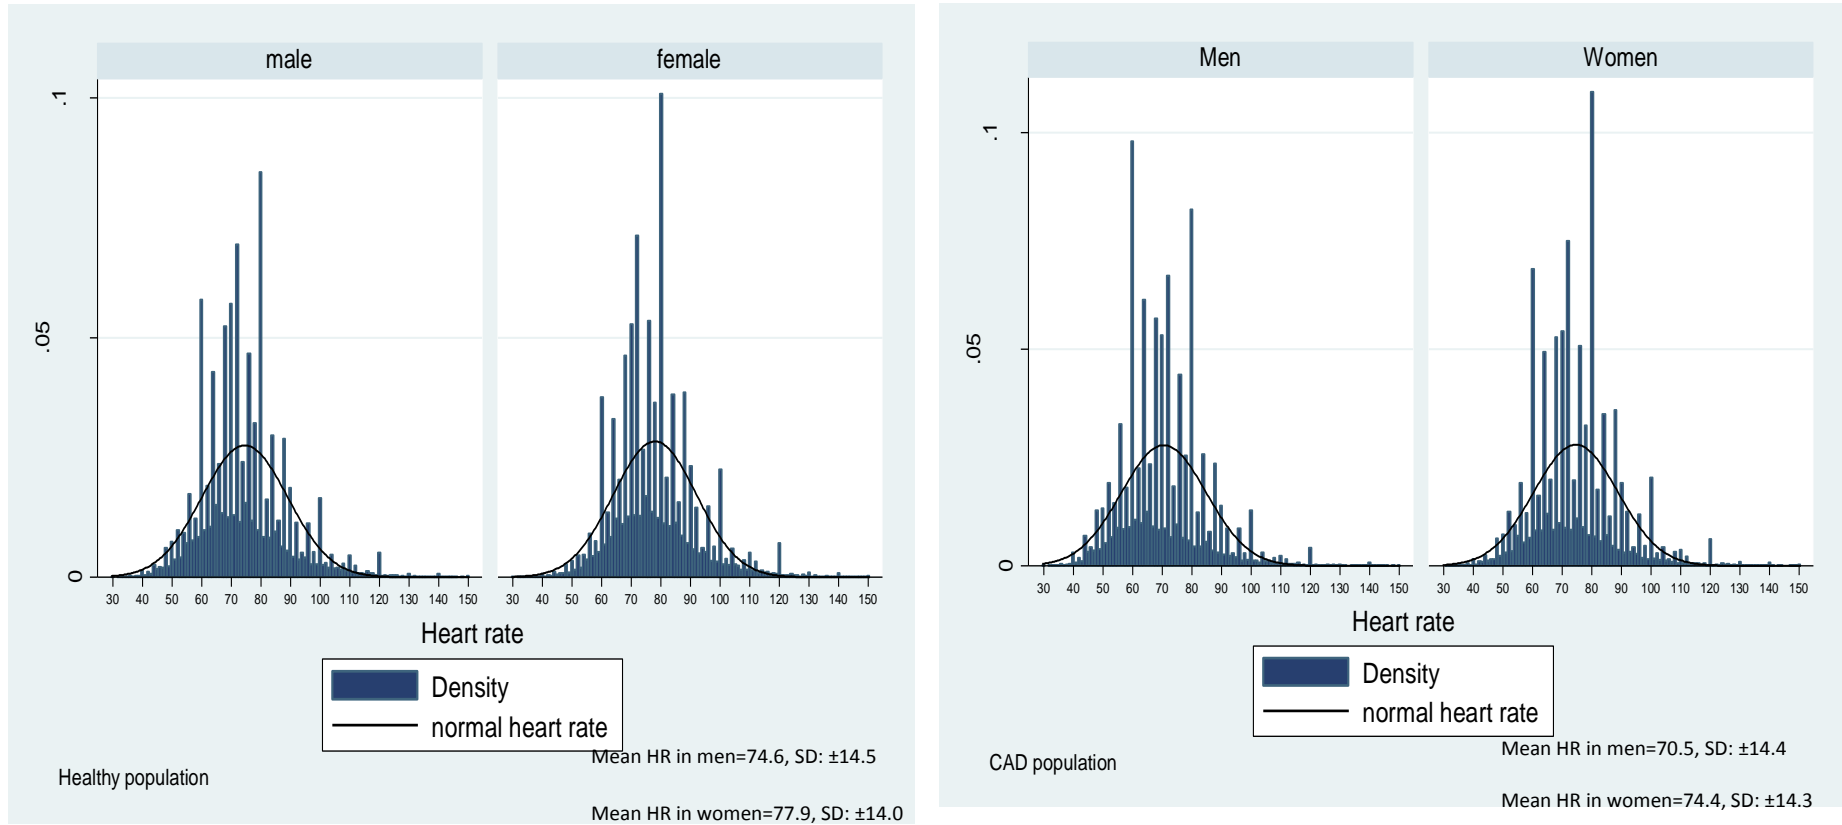 male
female
.1
.05
0
30 40 50 60 70 80 90 100 110 120 130 140 150
30 40 50 60 70 80 90 100 110 120 130 140 150
Heart rate
Density
normal heart rate
Mean HR in men=74.6, SD: ±14.5
Healthy population
Mean HR in women=77.9, SD: ±14.0
Men
Women
.1
.05
0
30 40 50 60 70 80 90 100 110 120 130 140 150
30 40 50 60 70 80 90 100 110 120 130 140 150
Heart rate
Density
normal heart rate
Mean HR in men=70.5, SD: ±14.4
CAD population
Mean HR in women=74.4, SD: ±14.3